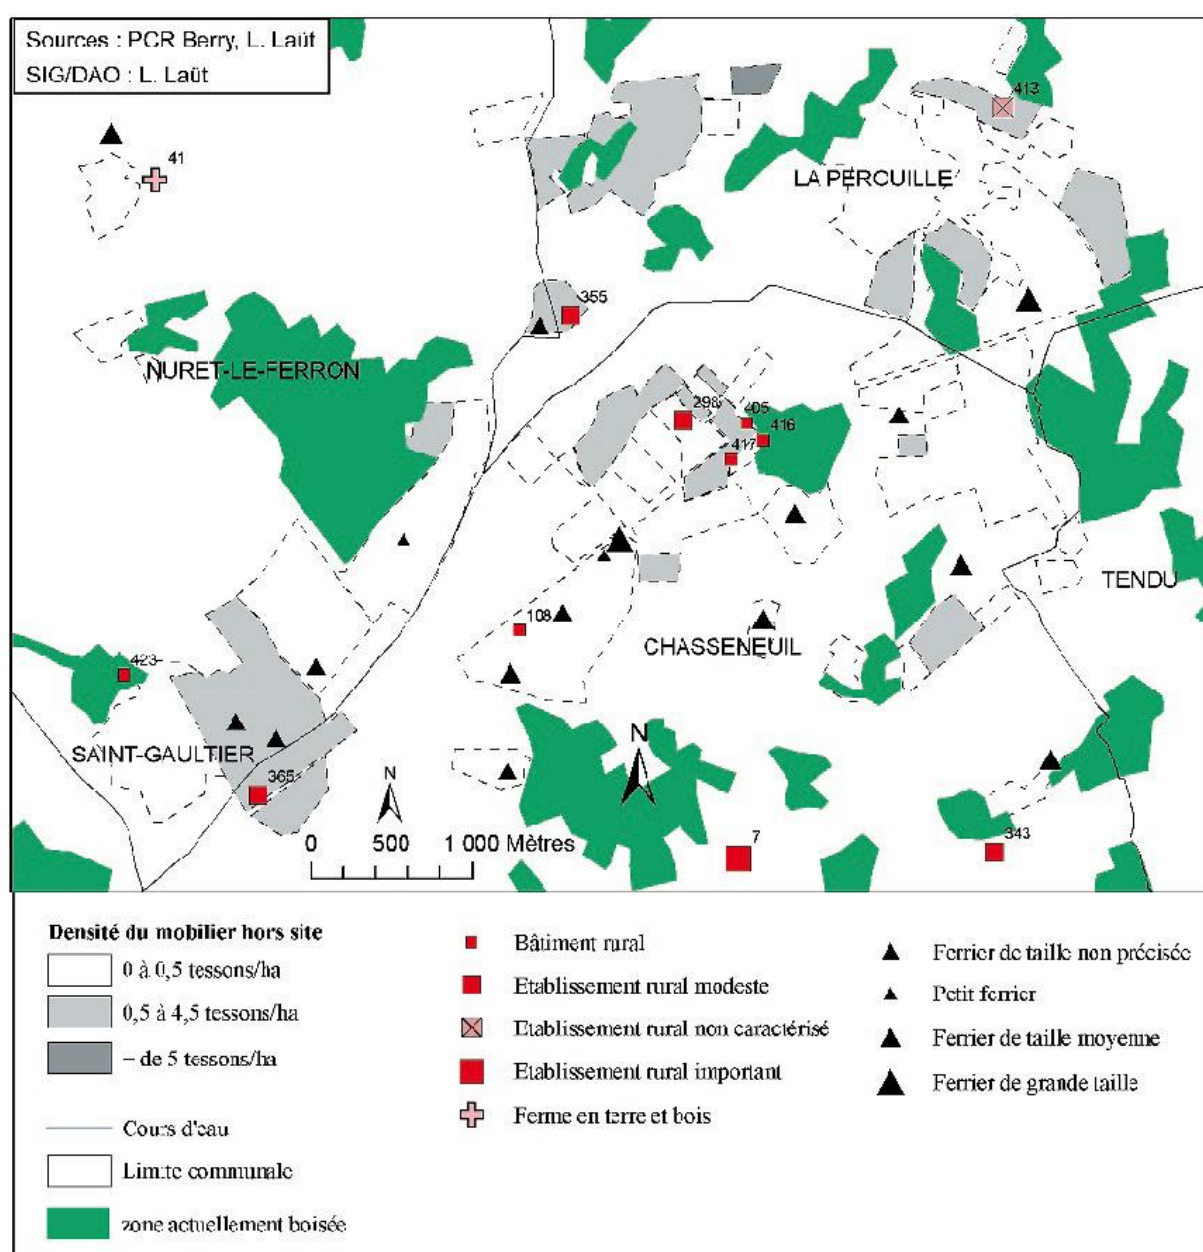 Sources : PCR Berry, L. Laüt
SIG/DAO : L. Laüt
413
41
LA PEROUILLE
355
NURET-LE-FERRON
298
405
416
417
TENDU
108
CHASSENEUIL
423
SAINT-GAULTIER
N
365
N
0 500 1 000 Mètres
7
343
Densité du mobilier hors site
0 à 0,5 tessons/ha
0,5 à 4,5 tessons/ha
– de 5 tessons/ha
Cours d'eau
Limite communale
zone actuellement boisée
Bâtiment rural
Etablissement rural modeste
Etablissement rural non caractérisé
Etablissement rural important
Ferme en terre et bois
Ferrier de taille non précisée
Petit ferrier
Ferrier de taille moyenne
Ferrier de grande taille